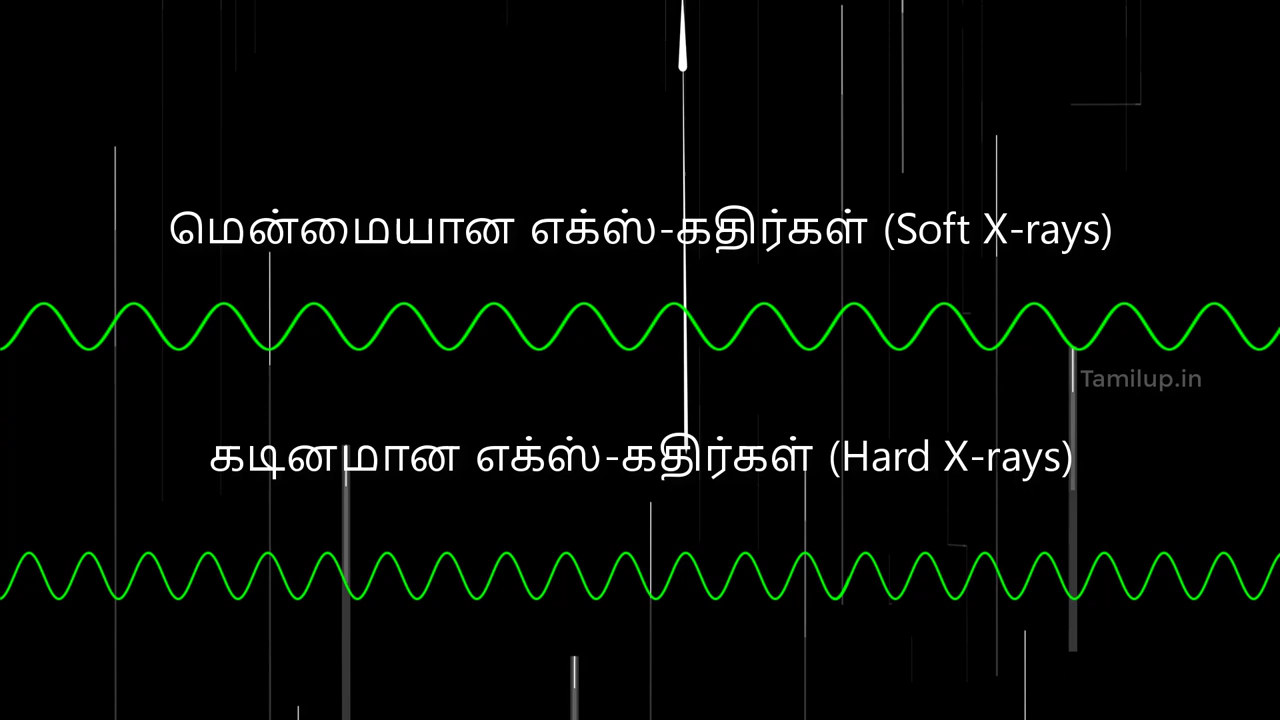 மென்மையான எக்ஸ்-கதிர்கள் (Soft X-rays)
Tamilup.in
கடினமான எக்ஸ்-கதிர்கள் (Hard X-rays)